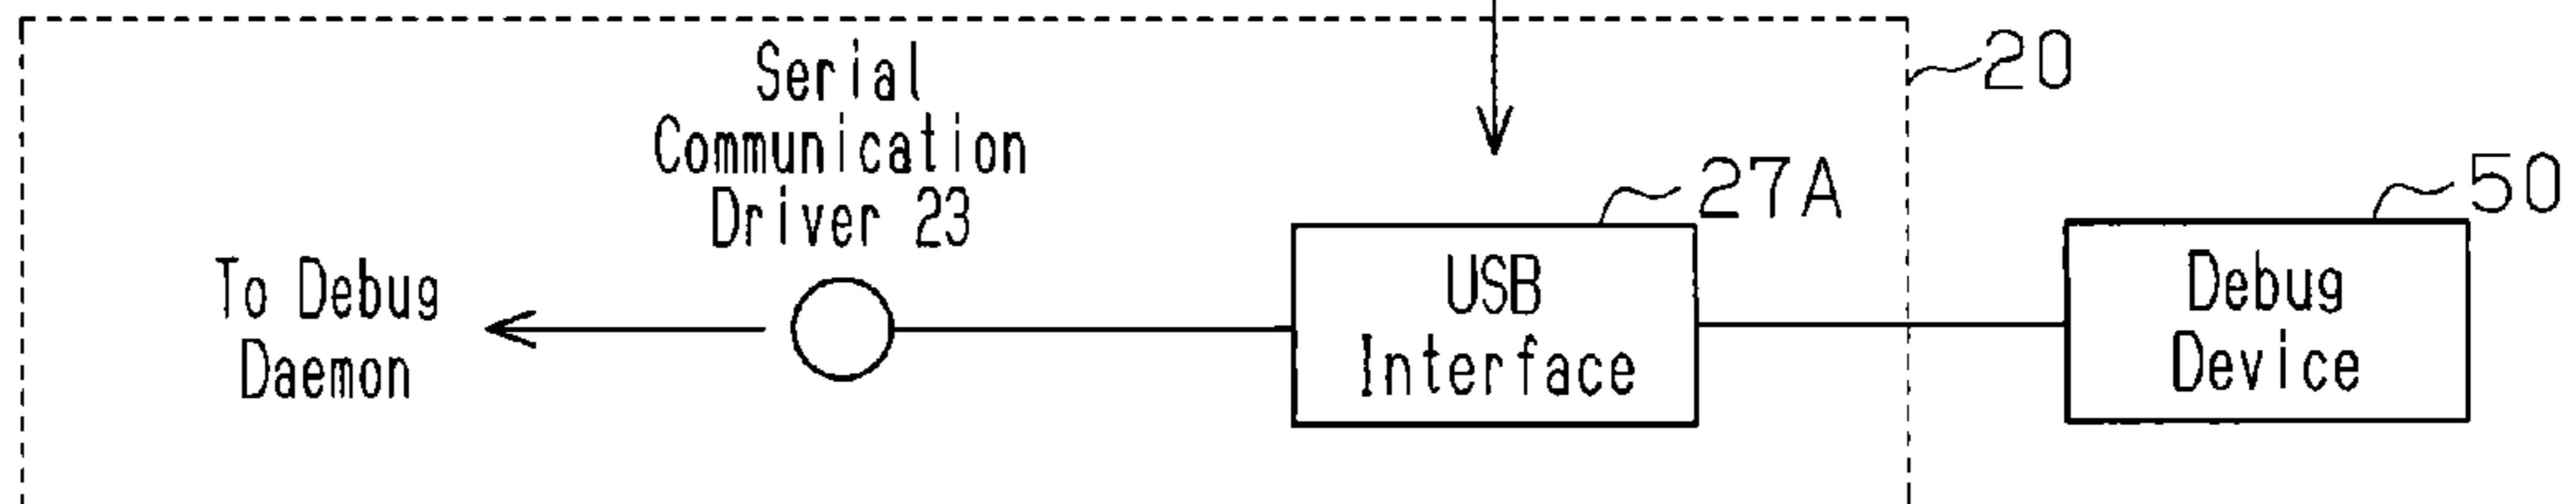 Serial
Communication
Driver 23
20
27A
50
To Debug
Daemon
USB
Interface
Debug
Device